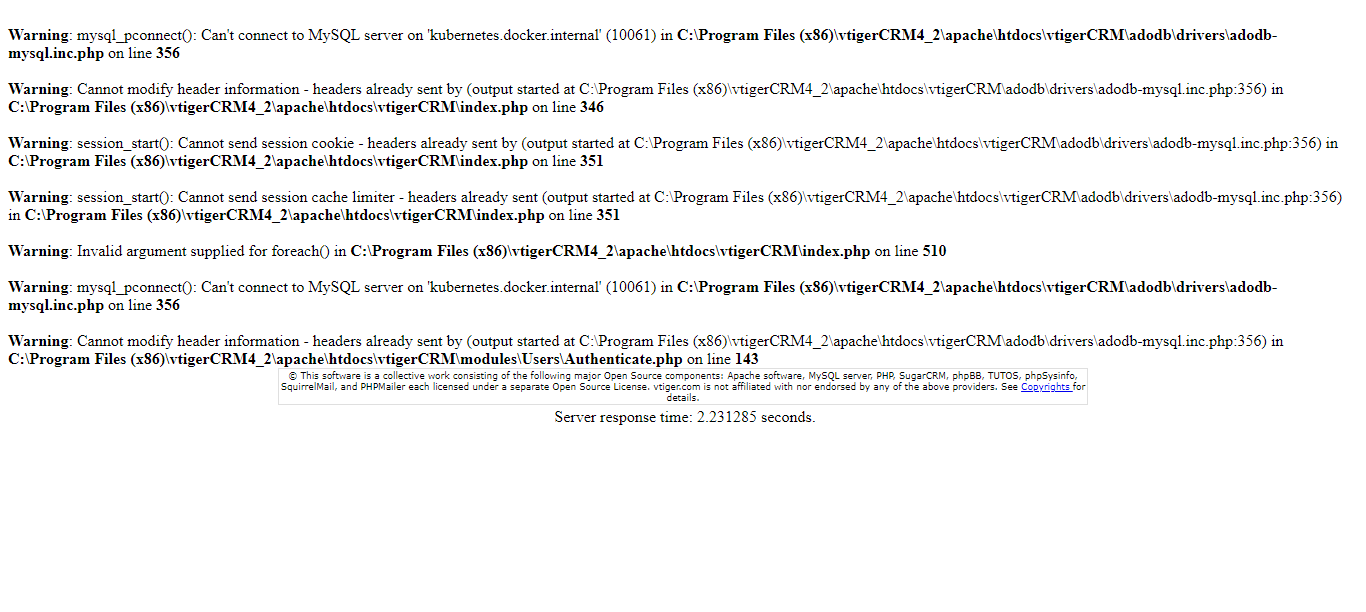 Warning: mysql_pconnect(): Can't connect to MySQL server on 'kubernetes.docker.internal' (10061) in C:\Program Files (x86)\vtigerCRM4_2\apache\htdocs\vtigerCRM\adodb\drivers\adodb-
mysql.inc.php on line 356
Warning: Cannot modify header information - headers already sent by (output started at C:\Program Files (x86)\vtigerCRM4_2\apache\htdocs\vtigerCRM\adodb\drivers\adodb-mysql.inc.php:356) in
C:\Program Files (x86)\vtigerCRM4_2\apache\htdocs\vtigerCRM\index.php on line 346
Warning: session_start(): Cannot send session cookie - headers already sent by (output started at C:\Program Files (x86)\vtigerCRM4_2\apache\htdocs\vtigerCRM\adodb\drivers\adodb-mysql.inc.php:356) in
C:\Program Files (x86)\vtigerCRM4_2\apache\htdocs\vtigerCRM\index.php on line 351
Warning: session_start(): Cannot send session cache limiter - headers already sent (output started at C:\Program Files (x86)\vtigerCRM4_2\apache\htdocs\vtigerCRM\adodb\drivers\adodb-mysql.inc.php:356)
in C:\Program Files (x86)\vtigerCRM4_2\apache\htdocs\vtigerCRM\index.php on line 351
Warning: Invalid argument supplied for foreach() in C:\Program Files (x86)\vtigerCRM4_2\apache\htdocs\vtigerCRM\index.php on line 510
Warning: mysql_pconnect(): Can't connect to MySQL server on 'kubernetes.docker.internal' (10061) in C:\Program Files (x86)\vtigerCRM4_2\apache\htdocs\vtigerCRM\adodb\drivers\adodb-
mysql.inc.php on line 356
Warning: Cannot modify header information - headers already sent by (output started at C:\Program Files (x86)\vtigerCRM4_2\apache\htdocs\vtigerCRM\adodb\drivers\adodb-mysql.inc.php:356) in
C:\Program Files (x86)\vtigerCRM4_2\apache\htdocs\vtigerCRM\modules\Users\Authenticate.php on line 143
© This software is a collective work consisting of the following major Open Source components: Apache software, MySQL server, PHP, SugarCRM, phpBB, TUTOS, phpSysinfo,
SquirrelMail, and PHPMailer each licensed under a separate Open Source License. vtiger.com is not affiliated with nor endorsed by any of the above providers. See Copyrights for
details.
Server response time: 2.231285 seconds.